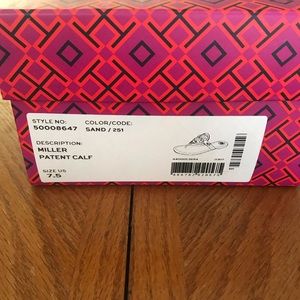 STYLE NO: COLOR/CODE:
50008647 SAND / 251
DESCRIPTION:
MILLER
PATENT CALF
SIZE US
7.5